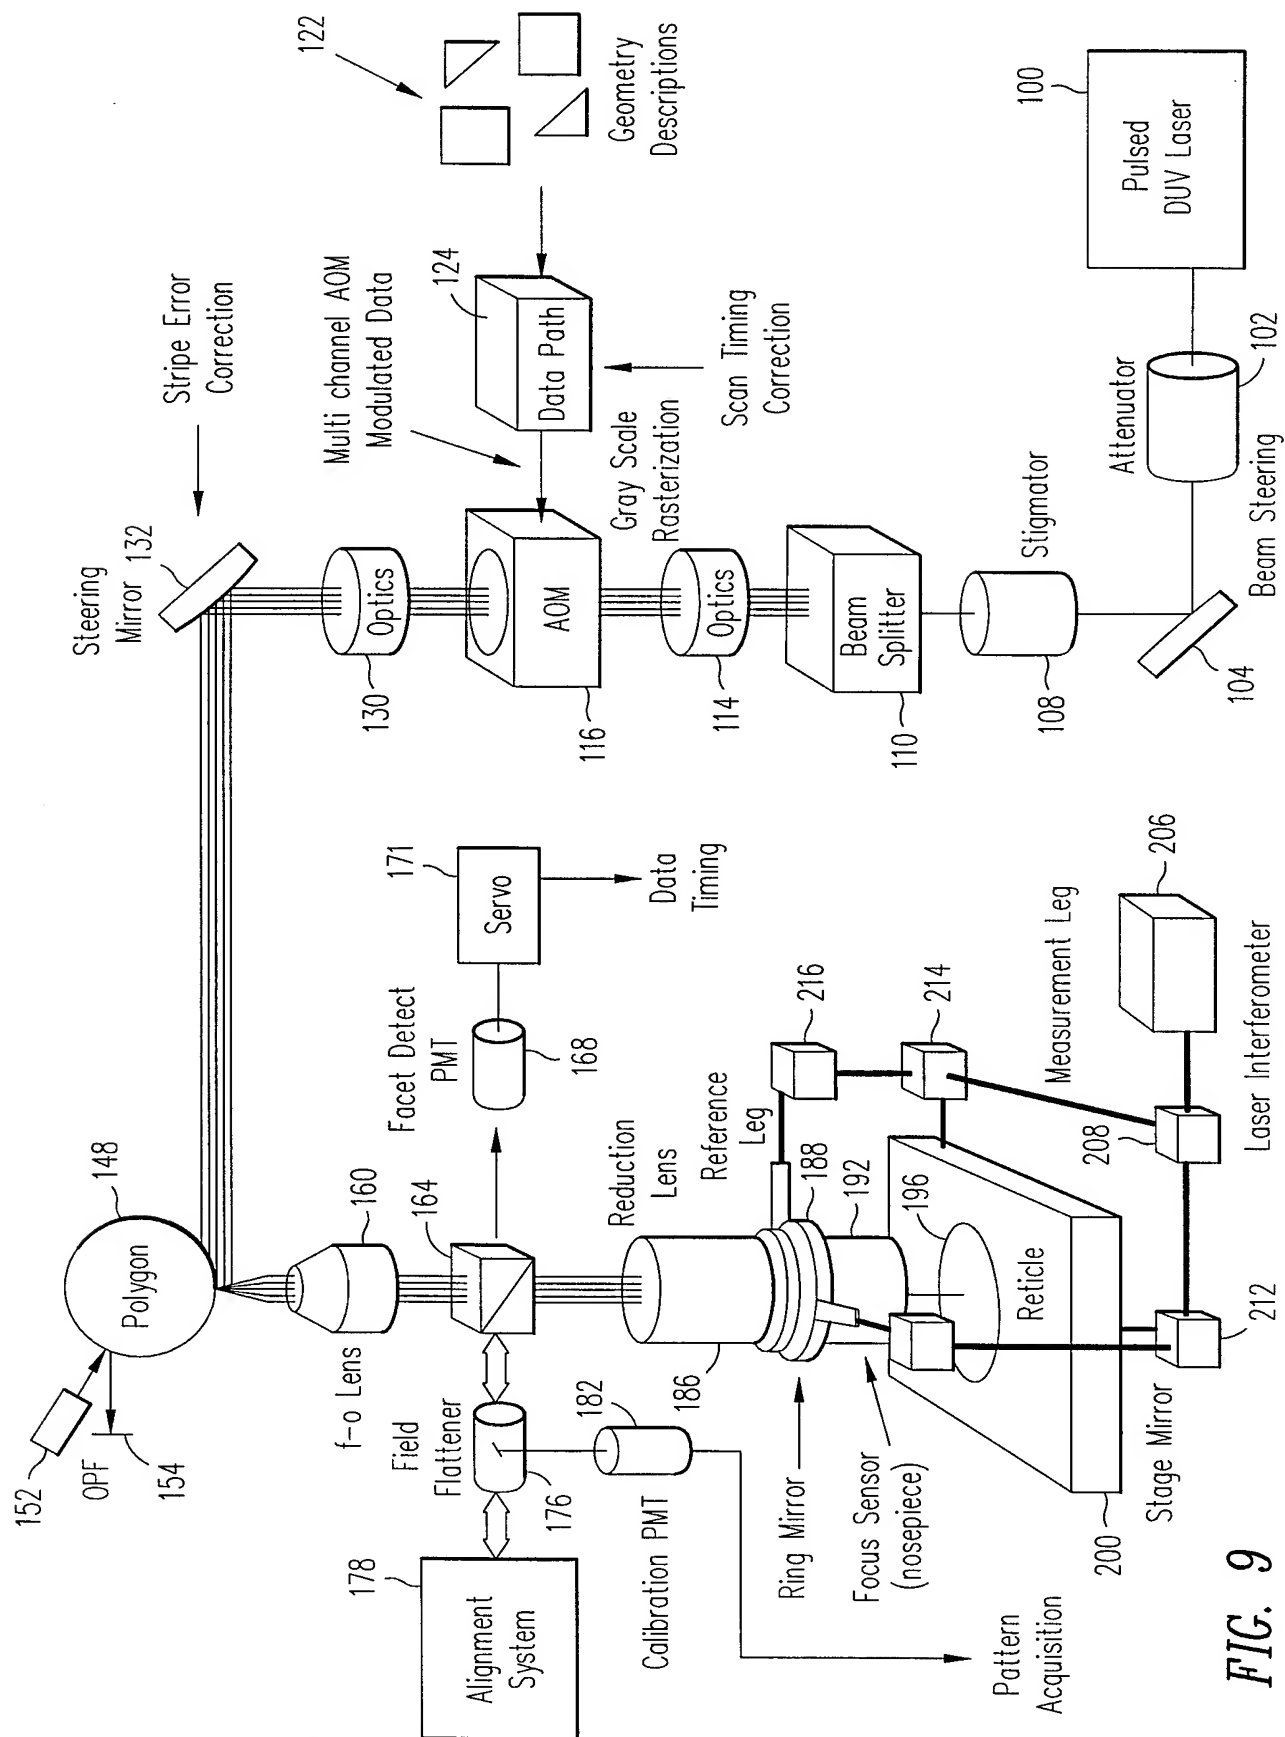 122
Geometry
Descriptions
100
Pulsed
DUV Laser
Stripe Error
Correction
Multi channel AOM
Modulated Data
124
Data Path
Scan Timing
Correction
Attenuator
102
Beam Steering
Steering
Mirror
132
Optics
130
AOM
116
Gray Scale
Rasterization
Optics
114
Beam
Splitter
110
Stigmator
108
104
148
Polygon
152
OPF
154
160
f-o Lens
164
Facet Detect
PMT
168
171
Servo
Data
Timing
Field
Flattener
176
178
Alignment
System
182
Calibration PMT
Pattern
Acquisition
Reduction
Lens
186
Reference
Leg
188
192
196
Reticle
Ring Mirror
Focus Sensor
(nosepiece)
216
214
Measurement Leg
206
208
Laser Interferometer
212
Stage Mirror
200
FIG. 9